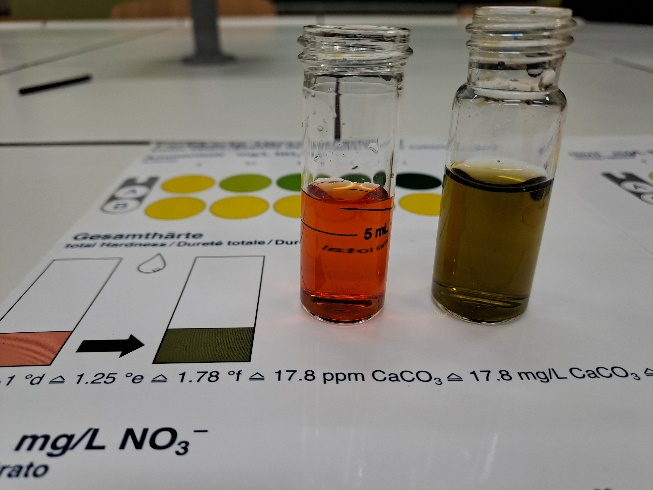 mg/L
A
B
Gesamthärte
Total Hardness / Dureté totale / Dur
5 mL
1 °d ≙ 1.25 °e ≙ 1.78 °f ≙ 17.8 ppm CaCO₃ ≙ 17.8 mg/L CaCO₃ ≙
mg/L NO₃⁻
rato